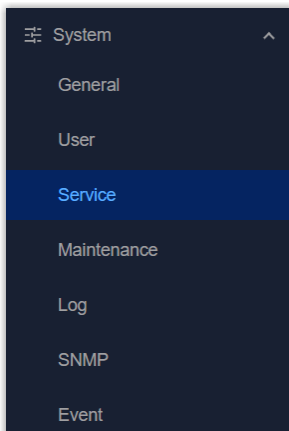 System
General
User
Service
Maintenance
Log
SNMP
Event